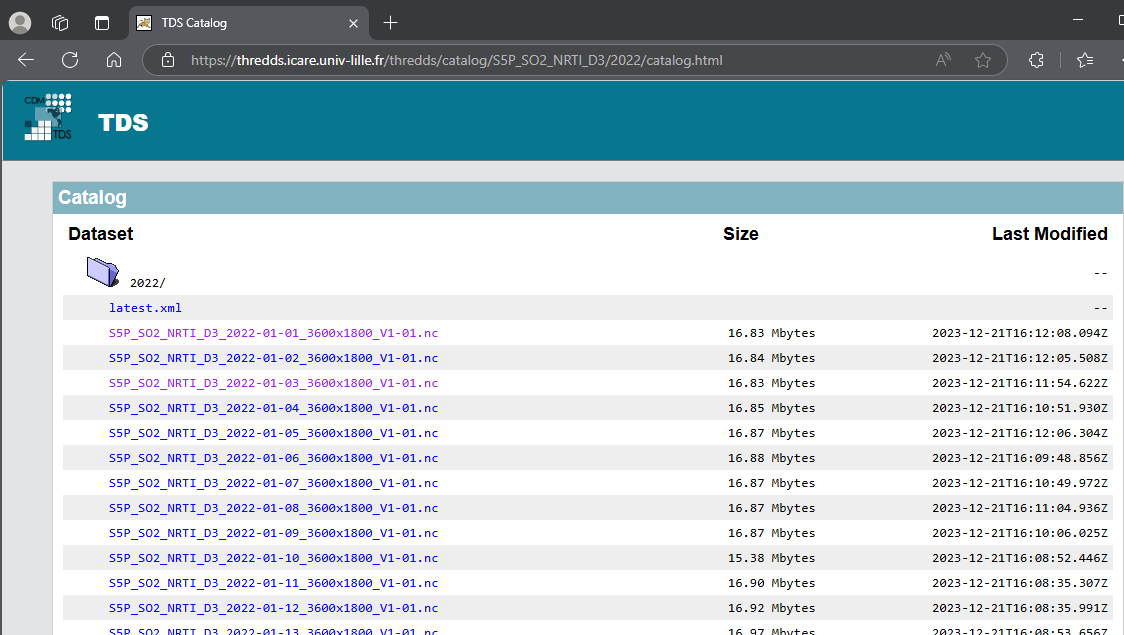 TDS Catalog
https://thredds.icare.univ-lille.fr/thredds/catalog/S5P_SO2_NRTI_D3/2022/catalog.html
CDM
TDS
TDS
Catalog
Dataset Size Last Modified
2022/ --
latest.xml --
S5P_SO2_NRTI_D3_2022-01-01_3600x1800_V1-01.nc 16.83 Mbytes 2023-12-21T16:12:08.094Z
S5P_SO2_NRTI_D3_2022-01-02_3600x1800_V1-01.nc 16.84 Mbytes 2023-12-21T16:12:05.508Z
S5P_SO2_NRTI_D3_2022-01-03_3600x1800_V1-01.nc 16.83 Mbytes 2023-12-21T16:11:54.622Z
S5P_SO2_NRTI_D3_2022-01-04_3600x1800_V1-01.nc 16.85 Mbytes 2023-12-21T16:10:51.930Z
S5P_SO2_NRTI_D3_2022-01-05_3600x1800_V1-01.nc 16.87 Mbytes 2023-12-21T16:12:06.304Z
S5P_SO2_NRTI_D3_2022-01-06_3600x1800_V1-01.nc 16.88 Mbytes 2023-12-21T16:09:48.856Z
S5P_SO2_NRTI_D3_2022-01-07_3600x1800_V1-01.nc 16.87 Mbytes 2023-12-21T16:10:49.972Z
S5P_SO2_NRTI_D3_2022-01-08_3600x1800_V1-01.nc 16.87 Mbytes 2023-12-21T16:11:04.936Z
S5P_SO2_NRTI_D3_2022-01-09_3600x1800_V1-01.nc 16.87 Mbytes 2023-12-21T16:10:06.025Z
S5P_SO2_NRTI_D3_2022-01-10_3600x1800_V1-01.nc 15.38 Mbytes 2023-12-21T16:08:52.446Z
S5P_SO2_NRTI_D3_2022-01-11_3600x1800_V1-01.nc 16.90 Mbytes 2023-12-21T16:08:35.307Z
S5P_SO2_NRTI_D3_2022-01-12_3600x1800_V1-01.nc 16.92 Mbytes 2023-12-21T16:08:35.991Z
S5P_SO2_NRTI_D3_2022-01-13_3600x1800_V1-01.nc 16.97 Mbytes 2023-12-21T16:08:53.656Z